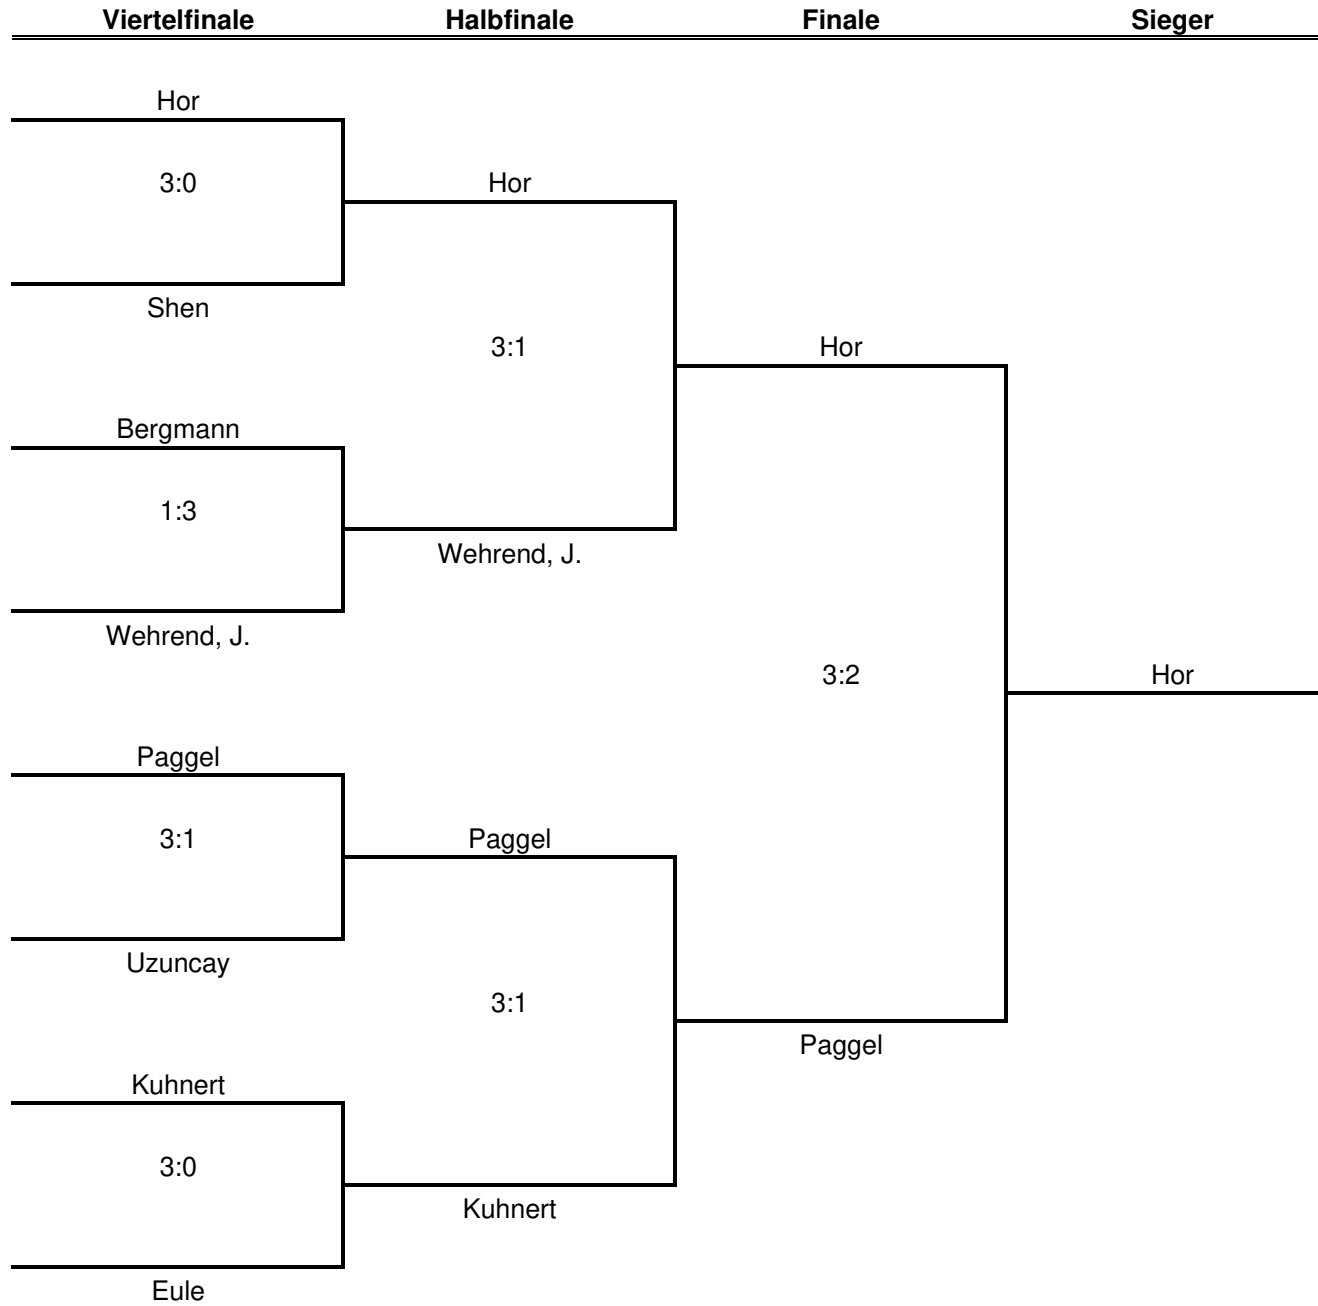 Viertelfinale Halbfinale Finale Sieger
Hor
3:0 Hor
Shen
3:1 Hor
Bergmann
1:3
Wehrend, J.
Wehrend, J.
3:2 Hor
Paggel
3:1 Paggel
Uzuncay
3:1
Paggel
Kuhnert
3:0
Kuhnert
Eule